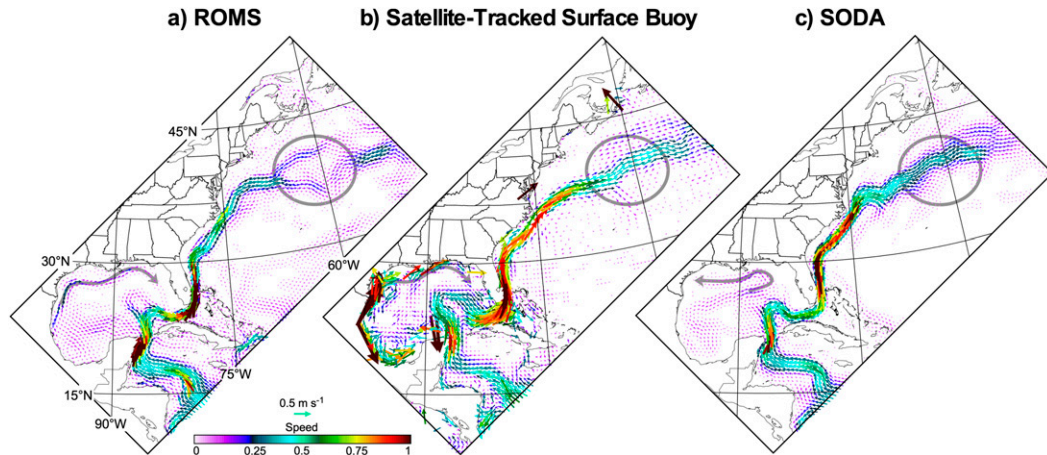 a) ROMS
b) Satellite-Tracked Surface Buoy
c) SODA
45°N
30°N
60°W
75°W
15°N
90°W
0.5 m s⁻¹
Speed
0 0.25 0.5 0.75 1